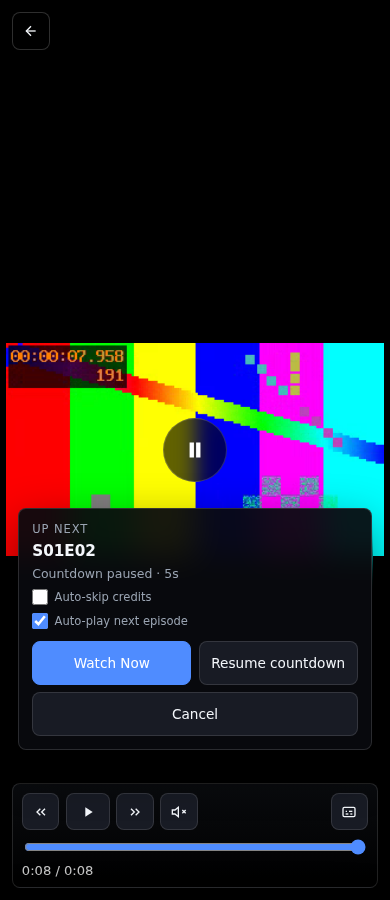 00:00:07.958
191
UP NEXT
S01E02
Countdown paused · 5s
Auto-skip credits
Auto-play next episode
Watch Now
Resume countdown
Cancel
0:08 / 0:08